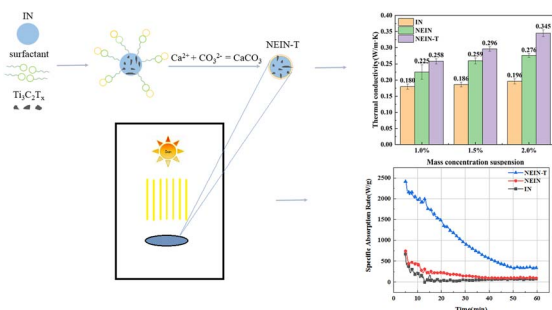 IN
surfactant
Ti₃C₂Tₓ
Ca²⁺ + CO₃²⁻ = CaCO₃
NEIN-T
Sun
IN
NEIN
NEIN-T
Thermal conductivity(W/m·K)
0.40
0.35
0.30
0.25
0.20
0.15
0.10
0.05
0.00
0.180
0.225
0.258
0.186
0.259
0.296
0.196
0.276
0.345
1.0%
1.5%
2.0%
Mass concentration suspension
NEIN-T
NEIN
IN
Specific Absorption Rate(W/g)
2500
2000
1500
1000
500
0
0
10
20
30
40
50
60
Time(min)